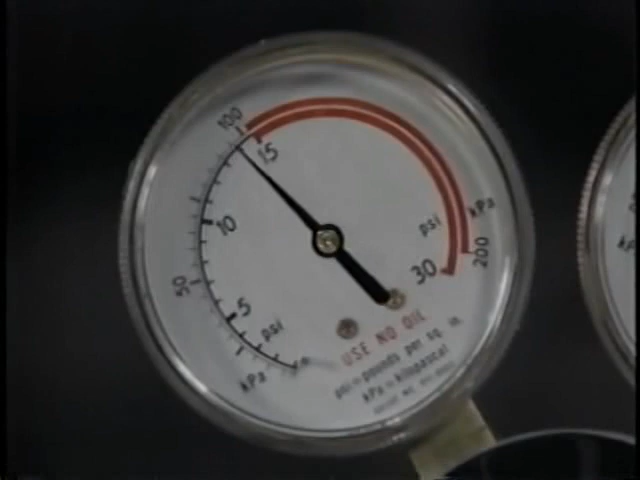 100
15
10
50
5
psi
kPa
psi
kPa
30
200
USE NO OIL
psi = pounds per sq. in.
kPa = kilopascal